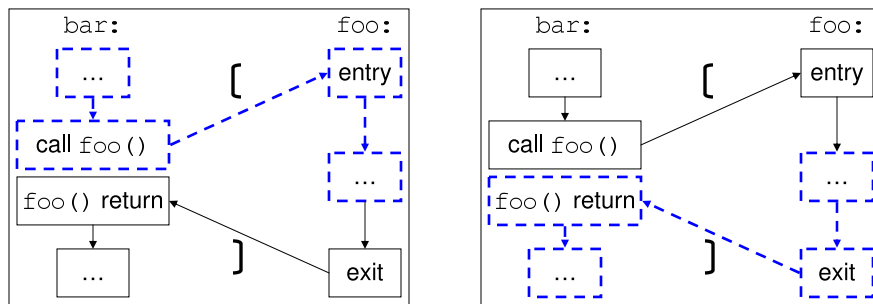 bar:
foo:
...
[
entry
call foo()
...
foo() return
]
...
exit
bar:
foo:
...
[
entry
call foo()
...
foo() return
]
...
exit